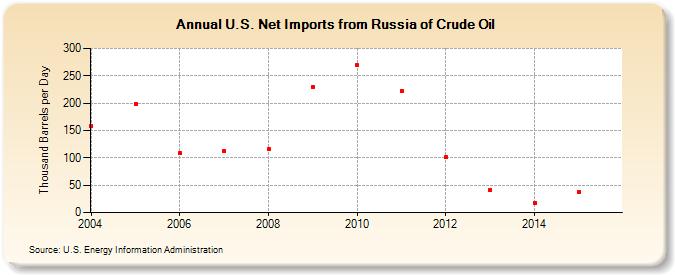 Annual U.S. Net Imports from Russia of Crude Oil
Thousand Barrels per Day
300
250
200
150
100
50
0
2004 2006 2008 2010 2012 2014
Source: U.S. Energy Information Administration